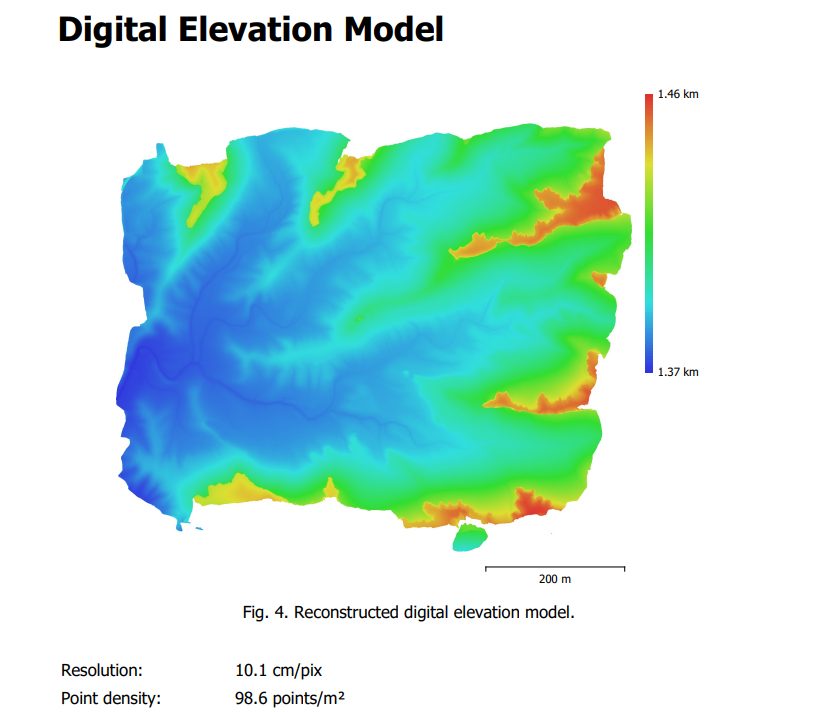 Digital Elevation Model
1.46 km
1.37 km
200 m
Fig. 4. Reconstructed digital elevation model.
Resolution: 10.1 cm/pix
Point density: 98.6 points/m²